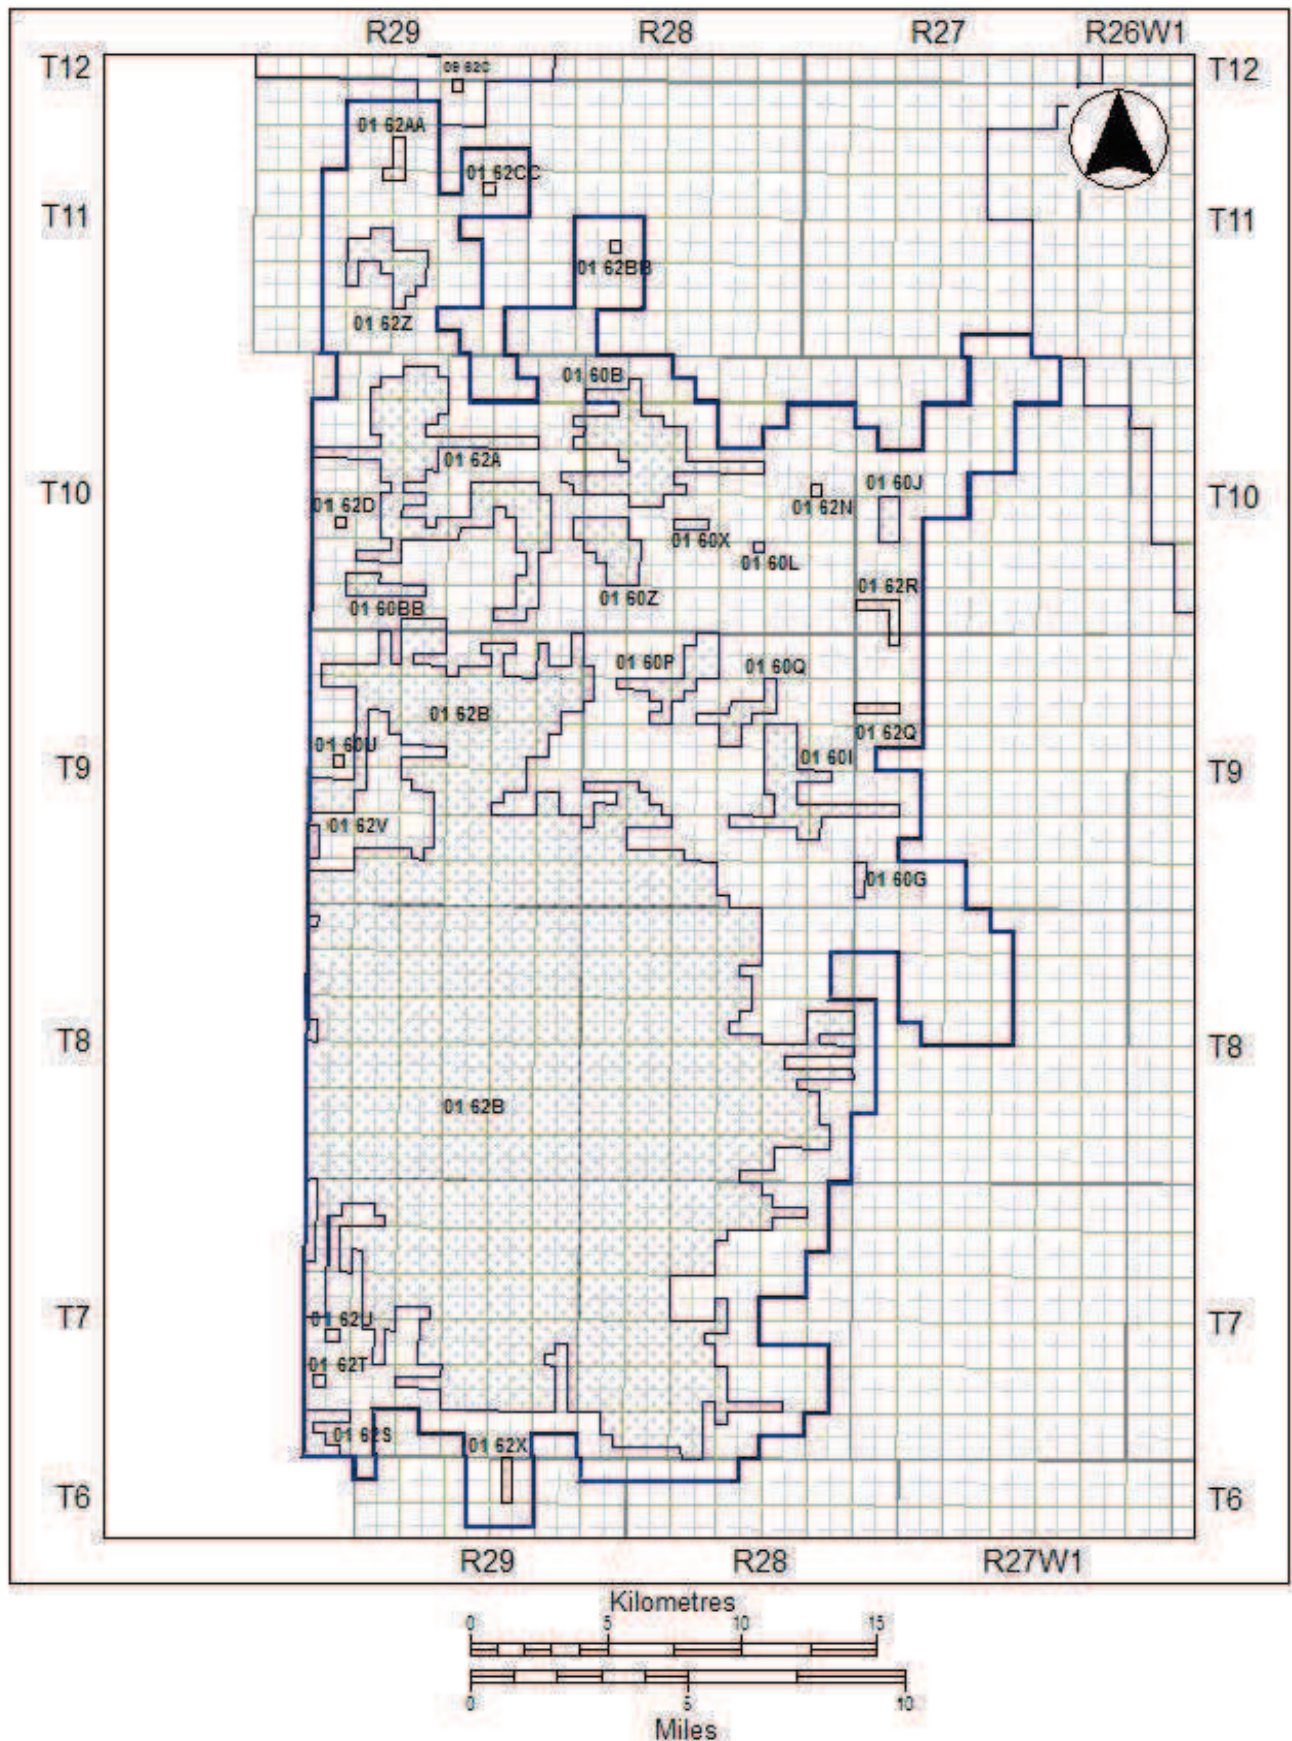 R29 R28 R27 R26W1
T12 T12
09 62C
01 62AA
01 62CC
T11 T11
01 62BB
01 62Z
01 60B
01 62A
01 60J
T10 T10
01 62D
01 62N
01 60X
01 60L
01 62R
01 60BB
01 60Z
01 60P
01 60Q
01 62B
01 62Q
01 60U
01 60I
T9 T9
01 62V
01 60G
T8 T8
01 62B
T7 T7
01 62U
01 62T
01 62S
01 62X
T6 T6
R29 R28 R27W1
Kilometres
0 5 10 15
0 5 10
Miles